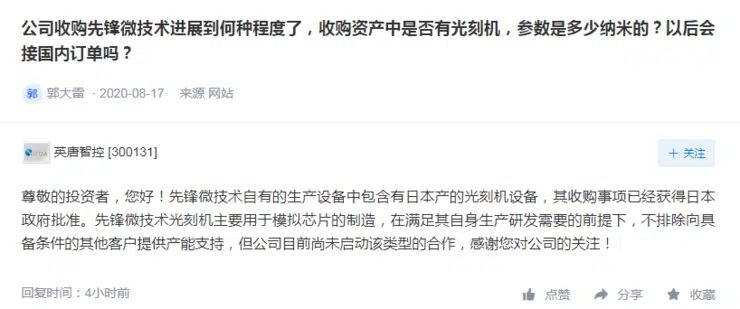 公司收购先锋微技术进展到何种程度了，收购资产中是否有光刻机，参数是多少纳米的？以后会
接国内订单吗？
郭 郭大雷 · 2020-08-17· 来源 网站
英唐智控 [300131] ＋ 关注
尊敬的投资者，您好！先锋微技术自有的生产设备中包含有日本产的光刻机设备，其收购事项已经获得日本
政府批准。先锋微技术光刻机主要用于模拟芯片的制造，在满足其自身生产研发需要的前提下，不排除向具
备条件的其他客户提供产能支持，但公司目前尚未启动该类型的合作，感谢您对公司的关注！
回复时间：4小时前 点赞 分享 收藏